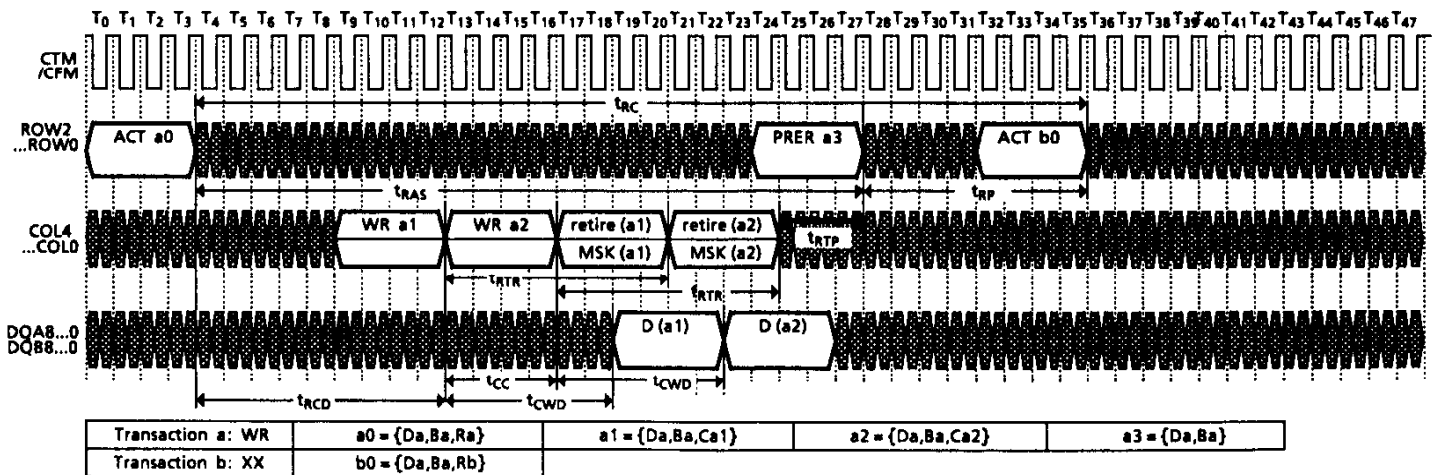 T0 T1 T2 T3 T4 T5 T6 T7 T8 T9 T10 T11 T12 T13 T14 T15 T16 T17 T18 T19 T20 T21 T22 T23 T24 T25 T26 T27 T28 T29 T30 T31 T32 T33 T34 T35 T36 T37 T38 T39 T40 T41 T42 T43 T44 T45 T46 T47
CTM
/CFM
tRC
ROW2
...ROW0
ACT a0
PRER a3
ACT b0
tRAS
tRP
COL4
...COL0
WR a1
WR a2
retire (a1)
retire (a2)
MSK (a1)
MSK (a2)
tRTP
tRTR
tRTR
DQA8...0
DQB8...0
D (a1)
D (a2)
tCC
tCWD
tRCD
tCWD
Transaction a: WR
a0 = {Da,Ba,Ra}
a1 = {Da,Ba,Ca1}
a2 = {Da,Ba,Ca2}
a3 = {Da,Ba}
Transaction b: XX
b0 = {Da,Ba,Rb}